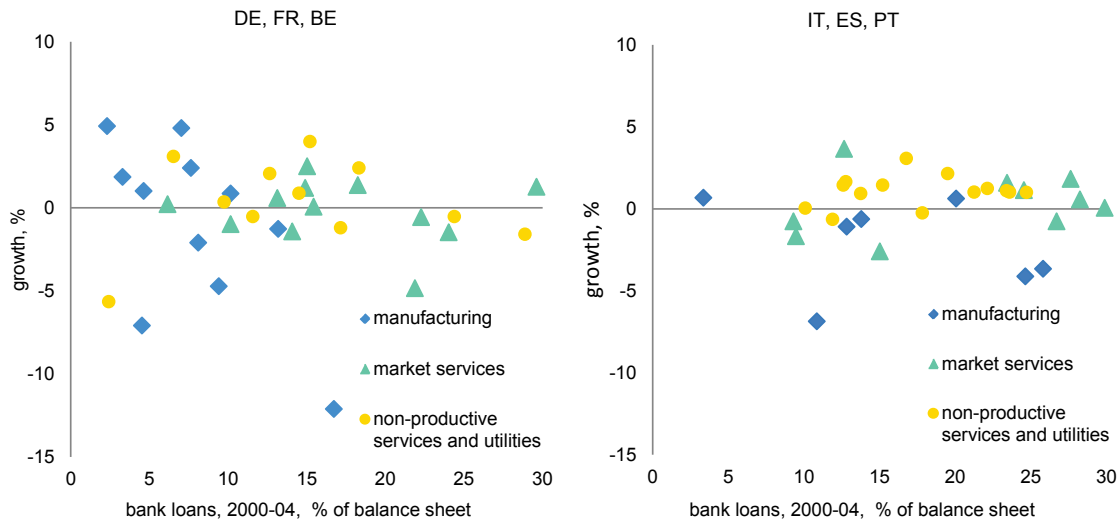 DE, FR, BE
10
5
0
-5
-10
-15
growth, %
0
5
10
15
20
25
30
bank loans, 2000-04, % of balance sheet
manufacturing
market services
non-productive
services and utilities
IT, ES, PT
10
5
0
-5
-10
-15
growth, %
0
5
10
15
20
25
30
bank loans, 2000-04, % of balance sheet
manufacturing
market services
non-productive
services and utilities